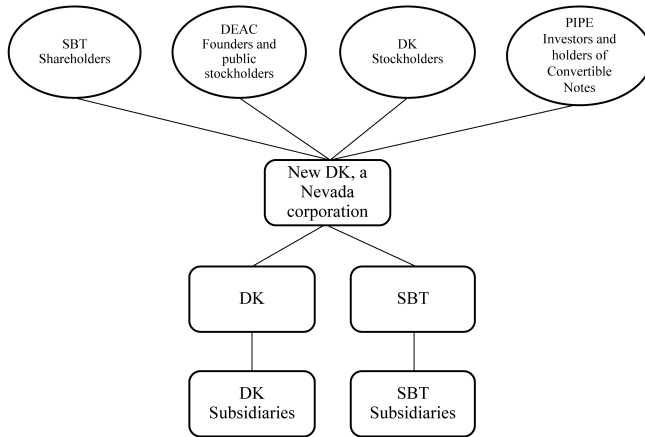 SBT
Shareholders
DEAC
Founders and
public
stockholders
DK
Stockholders
PIPE
Investors and
holders of
Convertible
Notes
New DK, a
Nevada
corporation
DK
SBT
DK
Subsidiaries
SBT
Subsidiaries